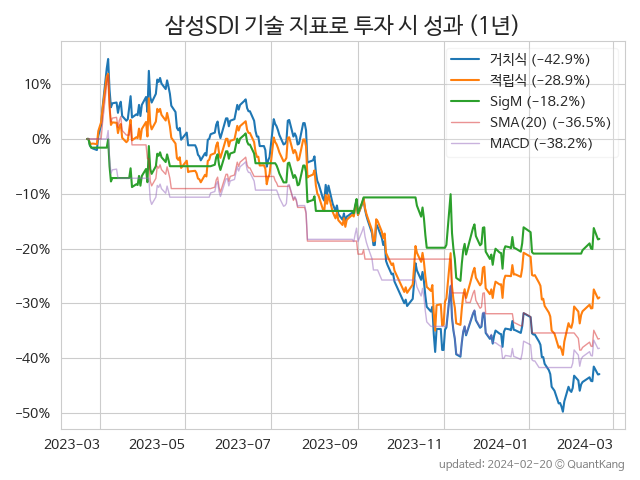 삼성SDI 기술 지표로 투자 시 성과 (1년)
거치식 (−42.9%)
적립식 (−28.9%)
SigM (−18.2%)
SMA(20) (−36.5%)
MACD (−38.2%)
10%
0%
−10%
−20%
−30%
−40%
−50%
2023-03 2023-05 2023-07 2023-09 2023-11 2024-01 2024-03
updated: 2024-02-20 © QuantKang